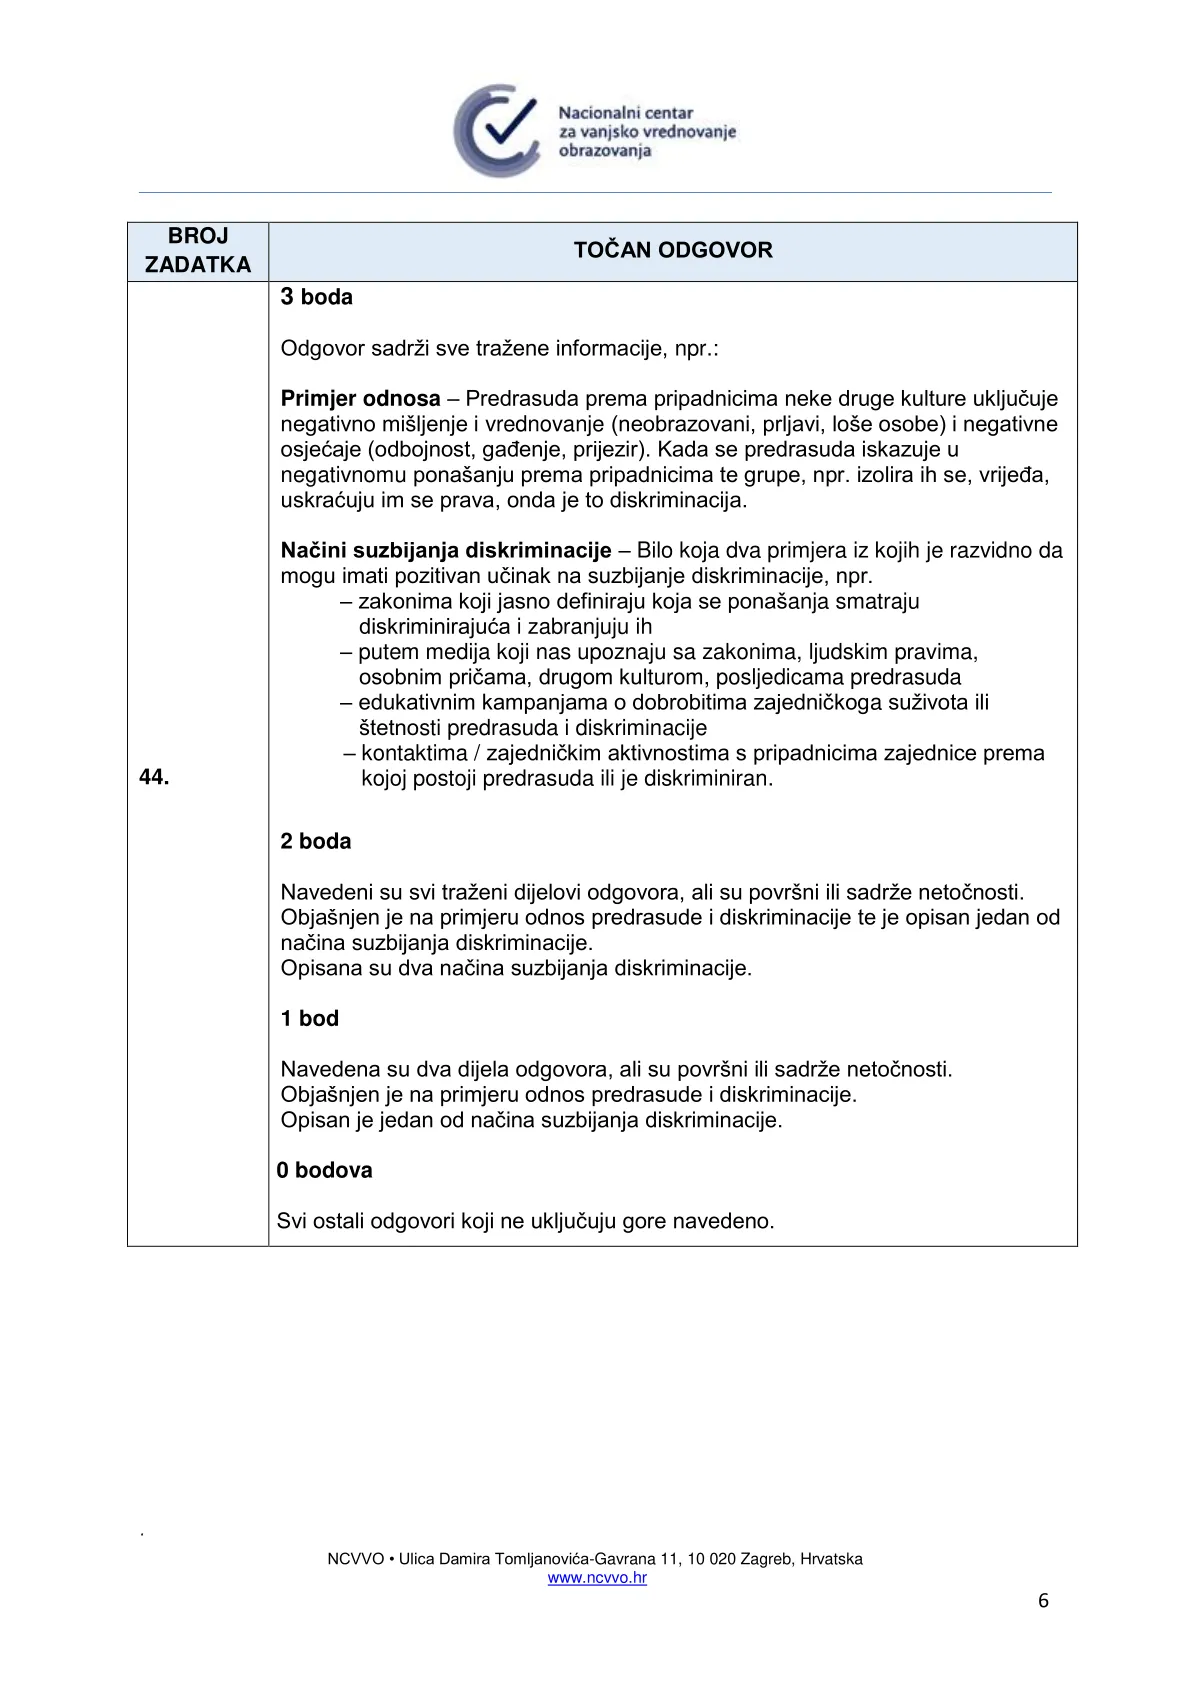 Nacionalni centar
za vanjsko vrednovanje
obrazovanja
BROJ
ZADATKA
TOČAN ODGOVOR
3 boda
Odgovor sadrži sve tražene informacije, npr.:
Primjer odnosa – Predrasuda prema pripadnicima neke druge kulture uključuje
negativno mišljenje i vrednovanje (neobrazovani, prljavi, loše osobe) i negativne
osjećaje (odbojnost, gađenje, prijezir). Kada se predrasuda iskazuje u
negativnomu ponašanju prema pripadnicima te grupe, npr. izolira ih se, vrijeđa,
uskraćuju im se prava, onda je to diskriminacija.
Načini suzbijanja diskriminacije – Bilo koja dva primjera iz kojih je razvidno da
mogu imati pozitivan učinak na suzbijanje diskriminacije, npr.
– zakonima koji jasno definiraju koja se ponašanja smatraju
diskriminirajuća i zabranjuju ih
– putem medija koji nas upoznaju sa zakonima, ljudskim pravima,
osobnim pričama, drugom kulturom, posljedicama predrasuda
– edukativnim kampanjama o dobrobitima zajedničkoga suživota ili
štetnosti predrasuda i diskriminacije
– kontaktima / zajedničkim aktivnostima s pripadnicima zajednice prema
kojoj postoji predrasuda ili je diskriminiran.
44.
2 boda
Navedeni su svi traženi dijelovi odgovora, ali su površni ili sadrže netočnosti.
Objašnjen je na primjeru odnos predrasude i diskriminacije te je opisan jedan od
načina suzbijanja diskriminacije.
Opisana su dva načina suzbijanja diskriminacije.
1 bod
Navedena su dva dijela odgovora, ali su površni ili sadrže netočnosti.
Objašnjen je na primjeru odnos predrasude i diskriminacije.
Opisan je jedan od načina suzbijanja diskriminacije.
0 bodova
Svi ostali odgovori koji ne uključuju gore navedeno.
.
NCVVO • Ulica Damira Tomljanovića-Gavrana 11, 10 020 Zagreb, Hrvatska
www.ncvvo.hr
6